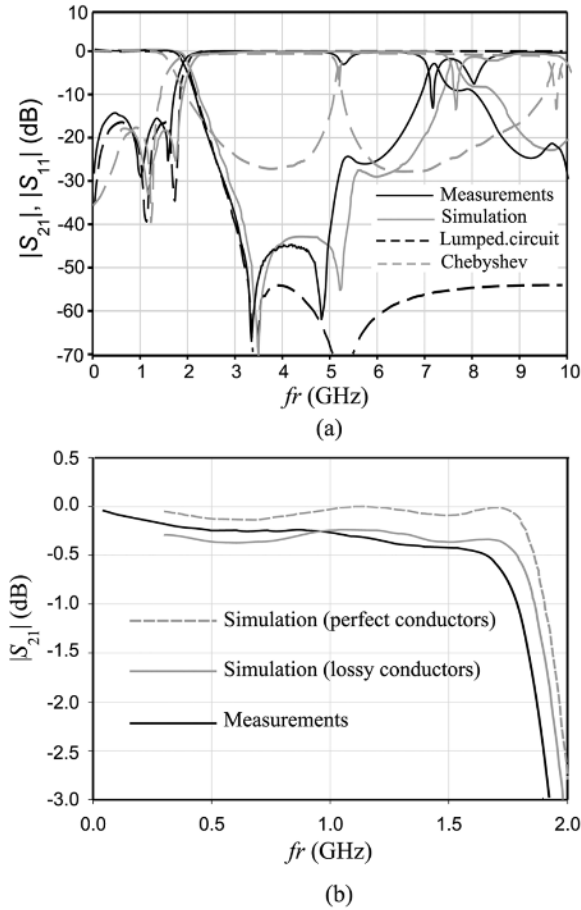 0
-10
-20
-30
-40
-50
-60
-70
|S21|, |S11| (dB)
Measurements
Simulation
Lumped.circuit
Chebyshev
0 1 2 3 4 5 6 7 8 9 10
fr (GHz)
(a)
0.5
0.0
-0.5
-1.0
-1.5
-2.0
-2.5
-3.0
|S21| (dB)
Simulation (perfect conductors)
Simulation (lossy conductors)
Measurements
0.0 0.5 1.0 1.5 2.0
fr (GHz)
(b)